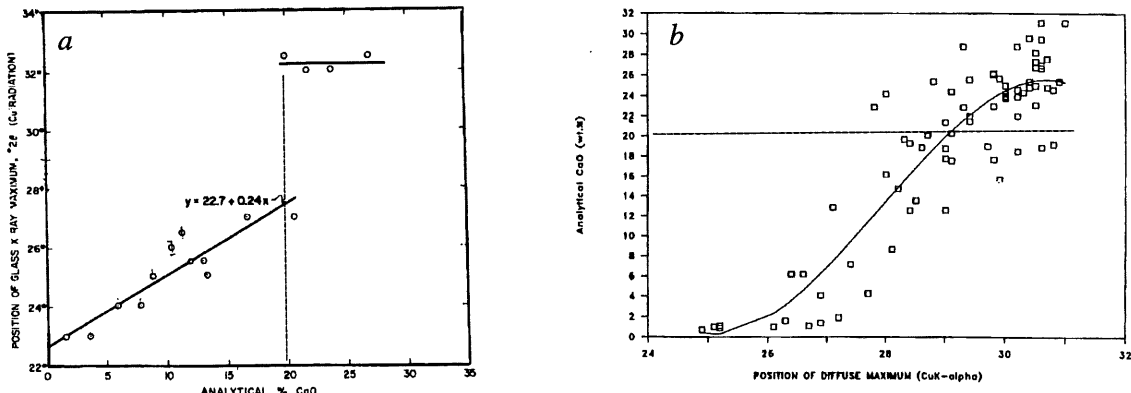 a
POSITION OF GLASS X RAY MAXIMUM, °2θ (Cu RADIATION)
34°
32°
30°
28°
26°
24°
22°
y = 22.7 + 0.24x
0 5 10 15 20 25 30 35
ANALYTICAL % CaO
b
Analytical CaO (wt.%)
32
30
28
26
24
22
20
18
16
14
12
10
8
6
4
2
0
24 26 28 30 32
POSITION OF DIFFUSE MAXIMUM (CuK-alpha)